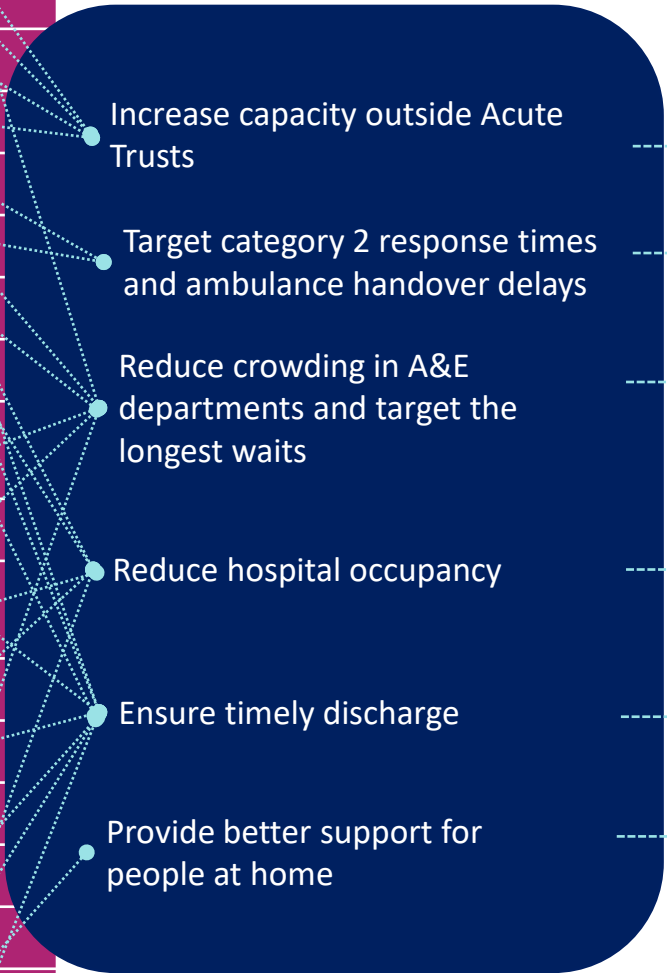 Increase capacity outside Acute
Trusts
Target category 2 response times
and ambulance handover delays
Reduce crowding in A&E
departments and target the
longest waits
Reduce hospital occupancy
Ensure timely discharge
Provide better support for
people at home